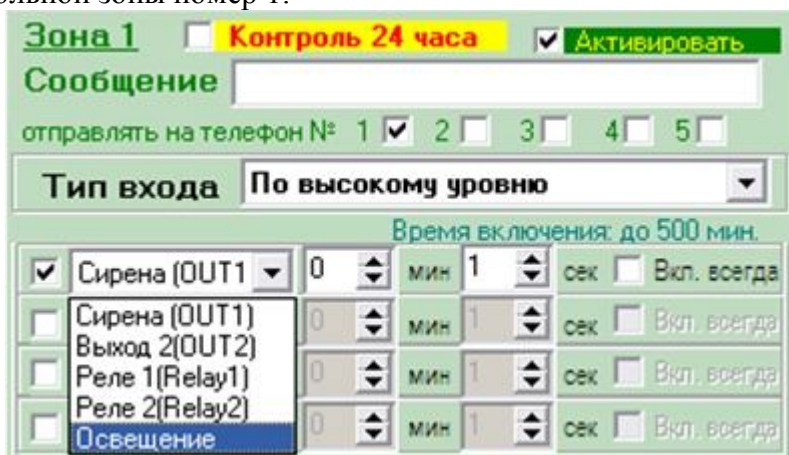 Зона 1 Контроль 24 часа Активировать
Сообщение
отправлять на телефон № 1 2 3 4 5
Тип входа По высокому уровню
Время включения: до 500 мин.
Сирена (OUT1 0 мин 1 сек Вкл. всегда
Сирена (OUT1) 0 мин 1 сек Вкл. всегда
Выход 2(OUT2)
Реле 1(Relay1) 0 мин 1 сек Вкл. всегда
Реле 2(Relay2)
Освещение 0 мин 1 сек Вкл. всегда